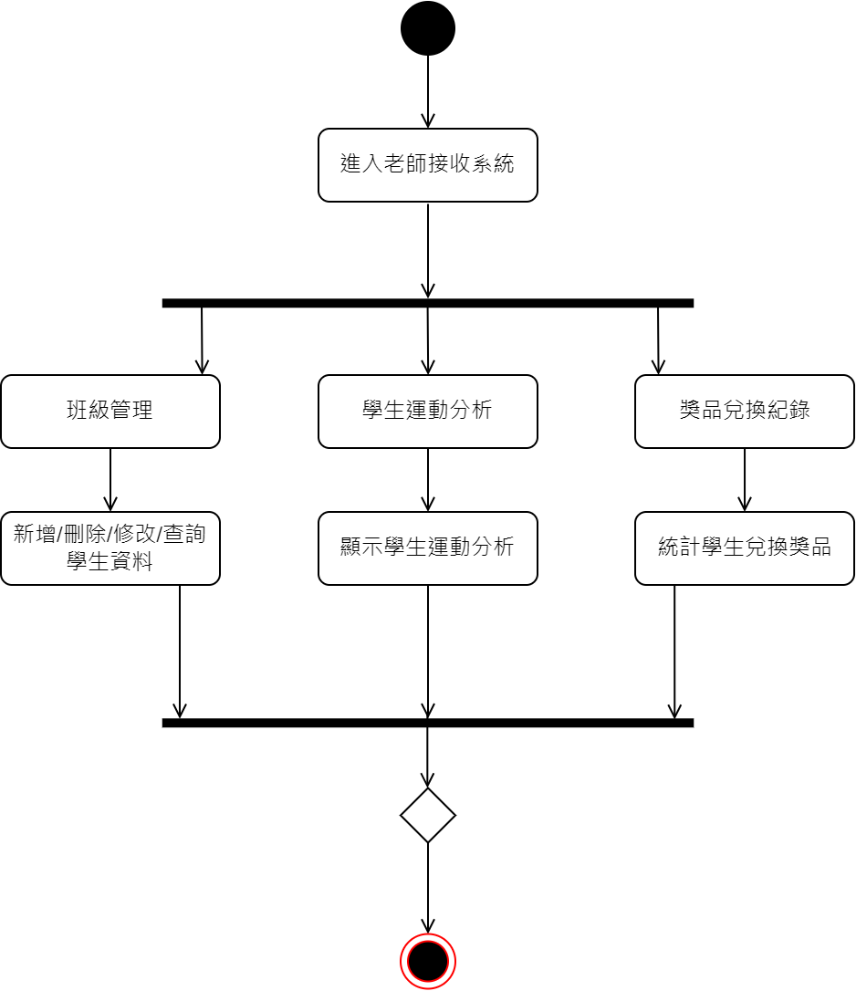 進入老師接收系統
班級管理
學生運動分析
獎品兌換紀錄
新增/刪除/修改/查詢
學生資料
顯示學生運動分析
統計學生兌換獎品